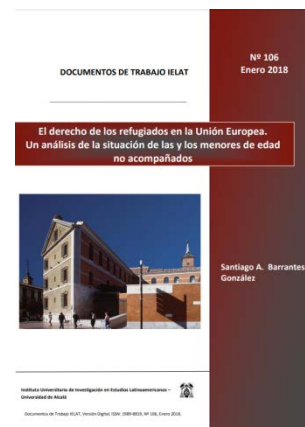 DOCUMENTOS DE TRABAJO IELAT
Nº 106
Enero 2018
El derecho de los refugiados en la Unión Europea.
Un análisis de la situación de las y los menores de edad
no acompañados
Santiago A. Barrantes
González
Instituto Universitario de Investigación en Estudios Latinoamericanos –
Universidad de Alcalá
Documentos de Trabajo IELAT, Versión Digital, ISSN: 1989-8819, Nº 106, Enero 2018.